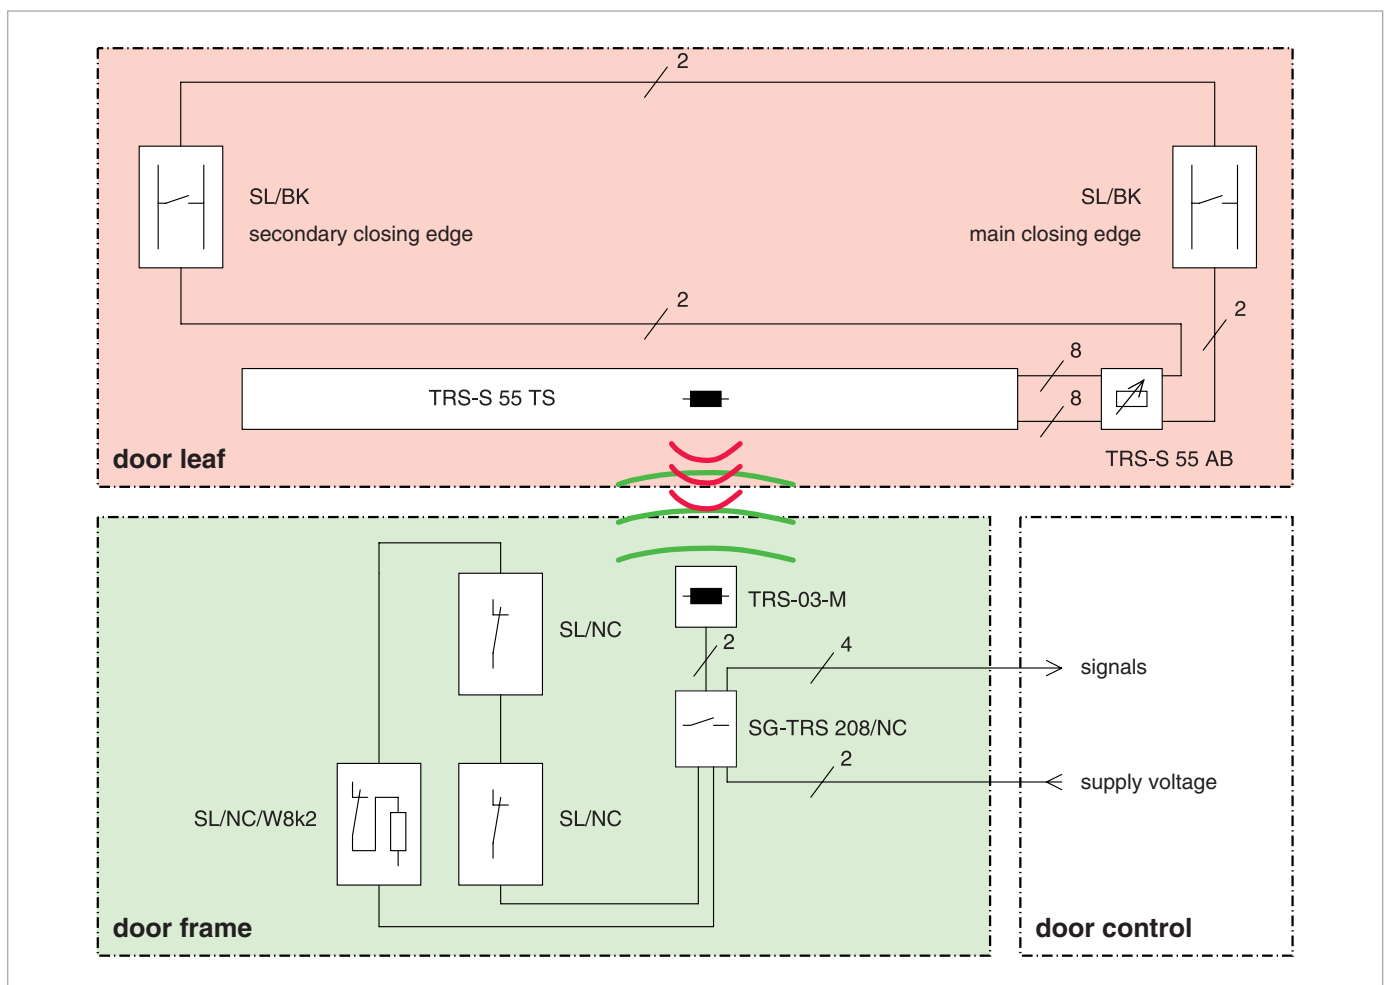 2
SL/BK
secondary closing edge
SL/BK
main closing edge
2
2
8
8
TRS-S 55 TS
TRS-S 55 AB
door leaf
TRS-03-M
SL/NC
2
4
signals
SG-TRS 208/NC
2
supply voltage
SL/NC/W8k2
SL/NC
door frame
door control